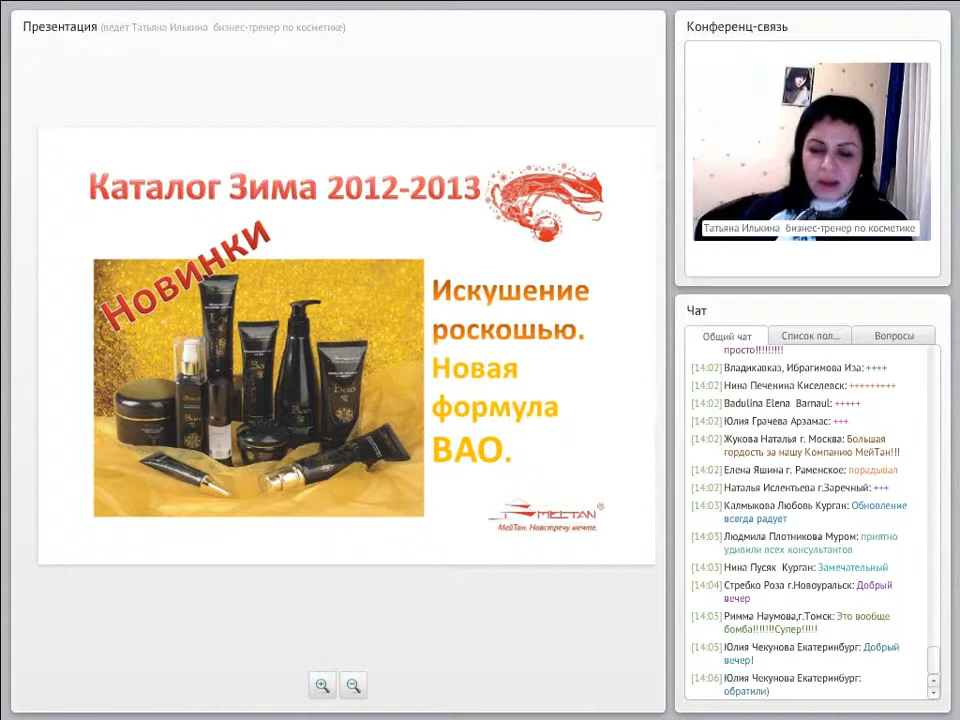 Презентация (ведет Татьяна Илькина бизнес-тренер по косметике)
Каталог Зима 2012-2013
Новинки
Искушение
роскошью.
Новая
формула
ВАО.
MEITAN®
МейТан. Навстречу мечте.
Конференц-связь
Татьяна Илькина бизнес-тренер по косметике
Чат
Общий чат
Список пол...
Вопросы
просто!!!!!!!!!
[14:02] Владикавказ, Ибрагимова Иза: ++++
[14:02] Нина Печенина Киселевск: +++++++++
[14:02] Badulina Elena Barnaul: +++++
[14:02] Юлия Грачева Арзамас: +++
[14:02] Жукова Наталья г. Москва: Большая
гордость за нашу Компанию МейТан!!!
[14:02] Елена Яшина г. Раменское: порадывал
[14:02] Наталья Ислентьева г.Заречный: +++
[14:03] Калмыкова Любовь Курган: Обновление
всегда радует
[14:03] Людмила Плотникова Муром: приятно
удивили всех консультантов
[14:03] Нина Пусяк Курган: Замечательный
[14:04] Стребко Роза г.Новоуральск: Добрый
вечер
[14:05] Римма Наумова,г.Томск: Это вообще
бомба!!!!!!!Супер!!!!!
[14:05] Юлия Чекунова Екатеринбург: Добрый
вечер!
[14:06] Юлия Чекунова Екатеринбург:
обратили)